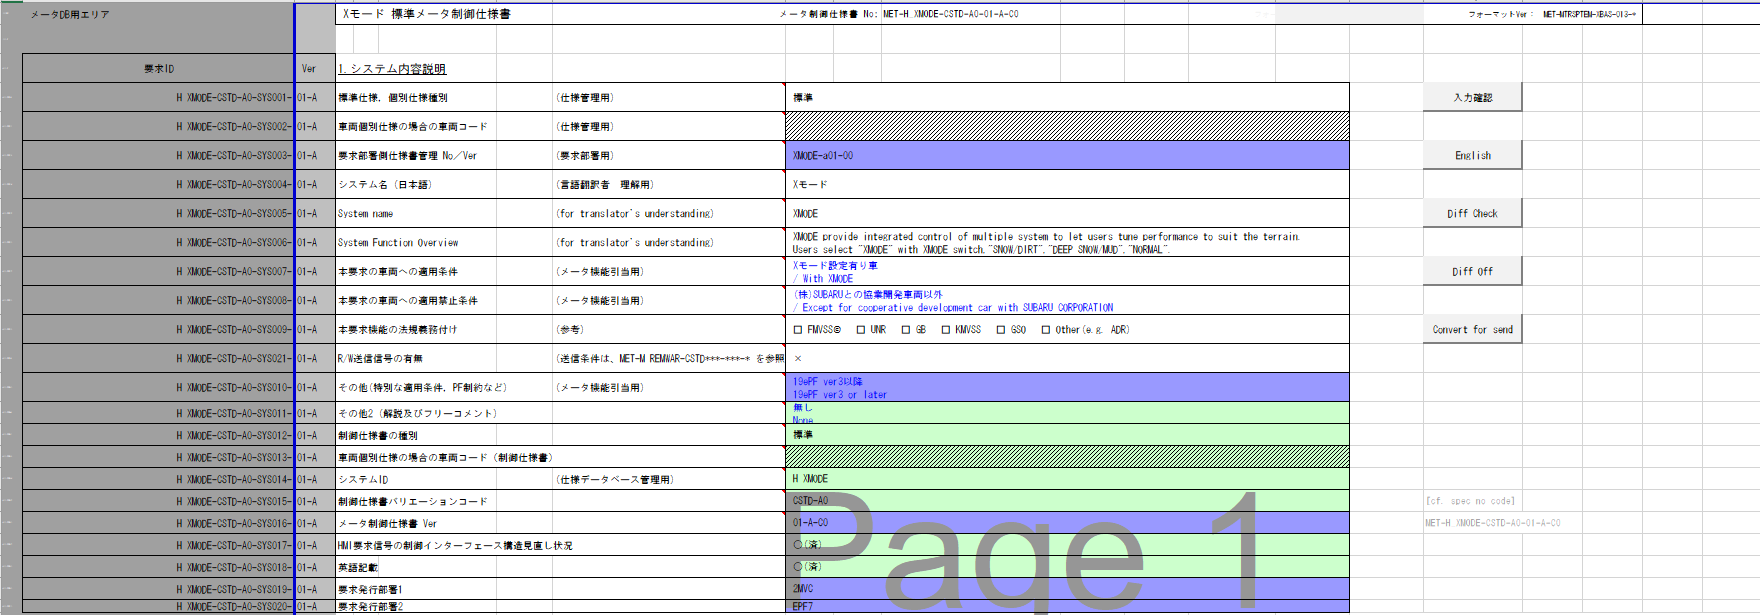 メータDB用エリア Xモード 標準メータ制御仕様書 メータ制御仕様書 No: MET-H_XMODE-CSTD-A0-01-A-C0 フォーマットVer : MET-MTRSPTEM-XBAS-013-*
要求ID Ver 1. システム内容説明
H_XMODE-CSTD-A0-SYS001- 01-A 標準仕様、個別仕様種別 (仕様管理用) 標準 入力確認
H_XMODE-CSTD-A0-SYS002- 01-A 車両個別仕様の場合の車両コード (仕様管理用)
H_XMODE-CSTD-A0-SYS003- 01-A 要求部署側仕様書管理 No／Ver (要求部署用) XMODE-a01-00 English
H_XMODE-CSTD-A0-SYS004- 01-A システム名 (日本語) (言語翻訳者 理解用) Xモード
H_XMODE-CSTD-A0-SYS005- 01-A System name (for translator's understanding) XMODE Diff Check
H_XMODE-CSTD-A0-SYS006- 01-A System Function Overview (for translator's understanding) XMODE provide integrated control of multiple system to let users tune performance to suit the terrain.
Users select "XMODE" with XMODE switch."SNOW/DIRT"."DEEP SNOW/MUD"."NORMAL".
H_XMODE-CSTD-A0-SYS007- 01-A 本要求の車両への適用条件 (メータ機能引当用) Xモード設定有り車 Diff Off
/ With XMODE
H_XMODE-CSTD-A0-SYS008- 01-A 本要求の車両への適用禁止条件 (メータ機能引当用) (株)SUBARUとの協業開発車両以外
/ Except for cooperative development car with SUBARU CORPORATION
H_XMODE-CSTD-A0-SYS009- 01-A 本要求機能の法規義務付け (参考) □ FMVSS◎ □ UNR □ GB □ KMVSS □ GSO □ Other(e.g. ADR) Convert for send
H_XMODE-CSTD-A0-SYS021- 01-A R/W送信信号の有無 (送信条件は、MET-M_REMWAR-CSTD***-***-* を参照 ×
H_XMODE-CSTD-A0-SYS010- 01-A その他(特別な適用条件、PF制約など) (メータ機能引当用) 19ePF ver3以降
19ePF ver3 or later
H_XMODE-CSTD-A0-SYS011- 01-A その他2 (解説及びフリーコメント) 無し
None
H_XMODE-CSTD-A0-SYS012- 01-A 制御仕様書の種別 標準
H_XMODE-CSTD-A0-SYS013- 01-A 車両個別仕様の場合の車両コード (制御仕様書)
H_XMODE-CSTD-A0-SYS014- 01-A システムID (仕様データベース管理用) H_XMODE
H_XMODE-CSTD-A0-SYS015- 01-A 制御仕様書バリエーションコード CSTD-A0 [cf. spec no code]
H_XMODE-CSTD-A0-SYS016- 01-A メータ制御仕様書 Ver 01-A-C0 MET-H_XMODE-CSTD-A0-01-A-C0
H_XMODE-CSTD-A0-SYS017- 01-A HMI要求信号の制御インターフェース構造見直し状況 ○(済)
H_XMODE-CSTD-A0-SYS018- 01-A 英語記載 ○(済)
H_XMODE-CSTD-A0-SYS019- 01-A 要求発行部署1 2MVC
H_XMODE-CSTD-A0-SYS020- 01-A 要求発行部署2 EPF7
Page 1